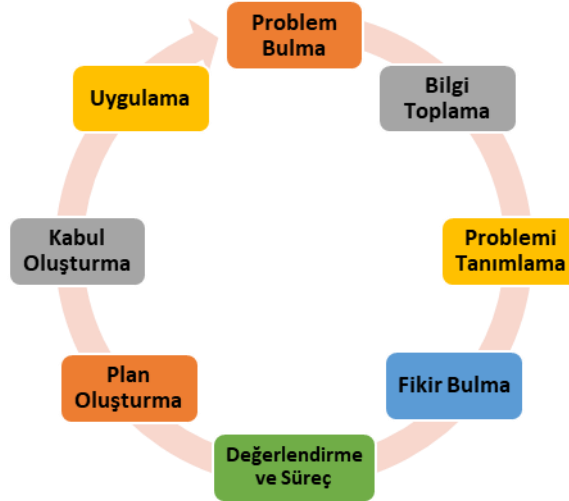 Problem
Bulma
Bilgi
Toplama
Problemi
Tanımlama
Fikir Bulma
Değerlendirme
ve Süreç
Plan
Oluşturma
Kabul
Oluşturma
Uygulama